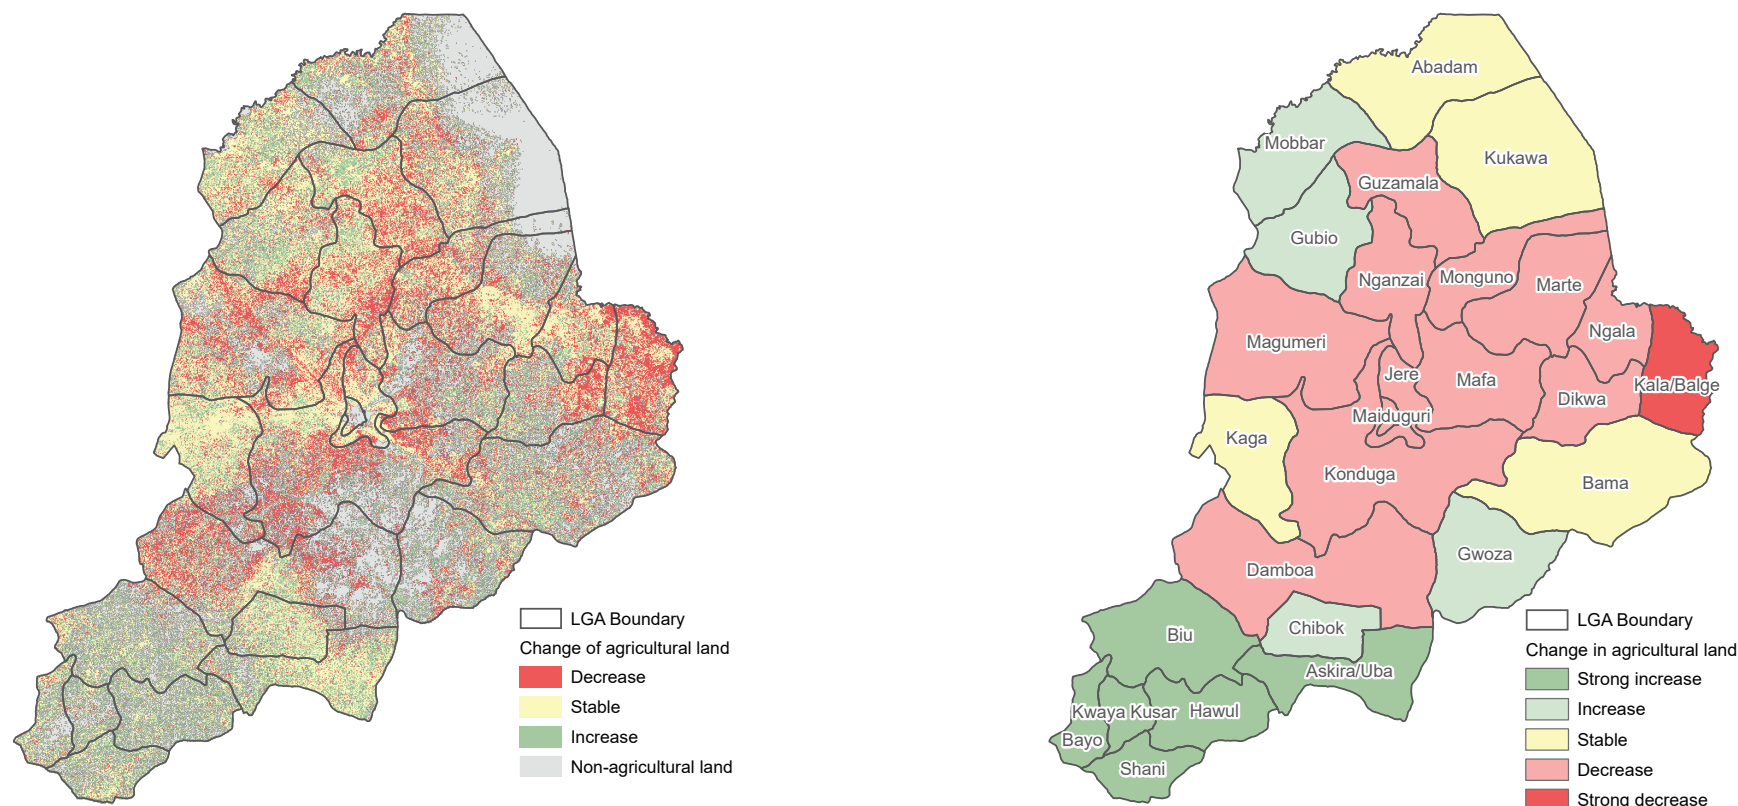 Abadam
Mobbar
Kukawa
Guzamala
Gubio
Nganzai
Monguno
Marte
Ngala
Magumeri
Jere
Mafa
Kala/Balge
Dikwa
Maiduguri
Kaga
Konduga
Bama
Gwoza
Damboa
Chibok
Biu
Askira/Uba
Kwaya Kusar
Hawul
Bayo
Shani
LGA Boundary
Change of agricultural land
Decrease
Stable
Increase
Non-agricultural land
LGA Boundary
Change in agricultural land
Strong increase
Increase
Stable
Decrease
Strong decrease